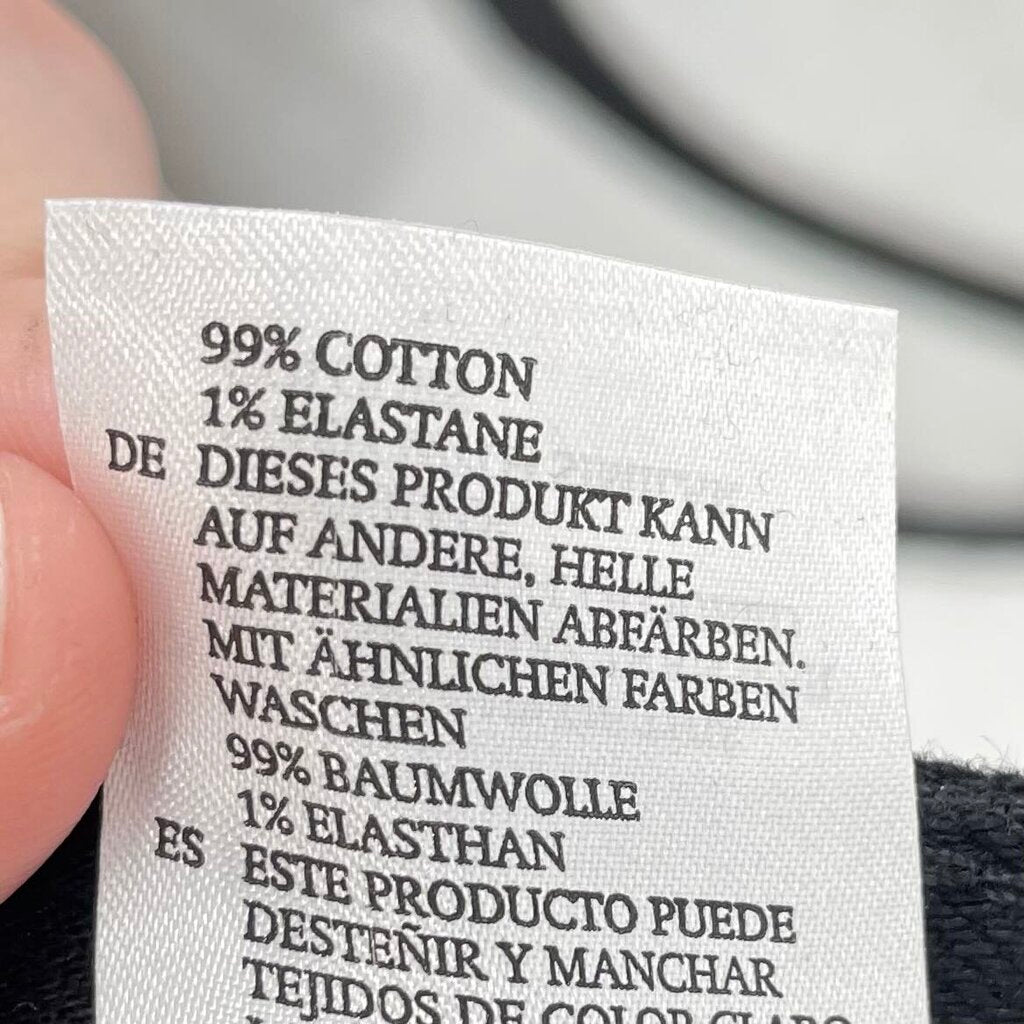 99% COTTON
1% ELASTANE
DE DIESES PRODUKT KANN
AUF ANDERE, HELLE
MATERIALIEN ABFÄRBEN.
MIT ÄHNLICHEN FARBEN
WASCHEN
99% BAUMWOLLE
1% ELASTHAN
ES ESTE PRODUCTO PUEDE
DESTEÑIR Y MANCHAR
TEJIDOS DE COLOR CLARO